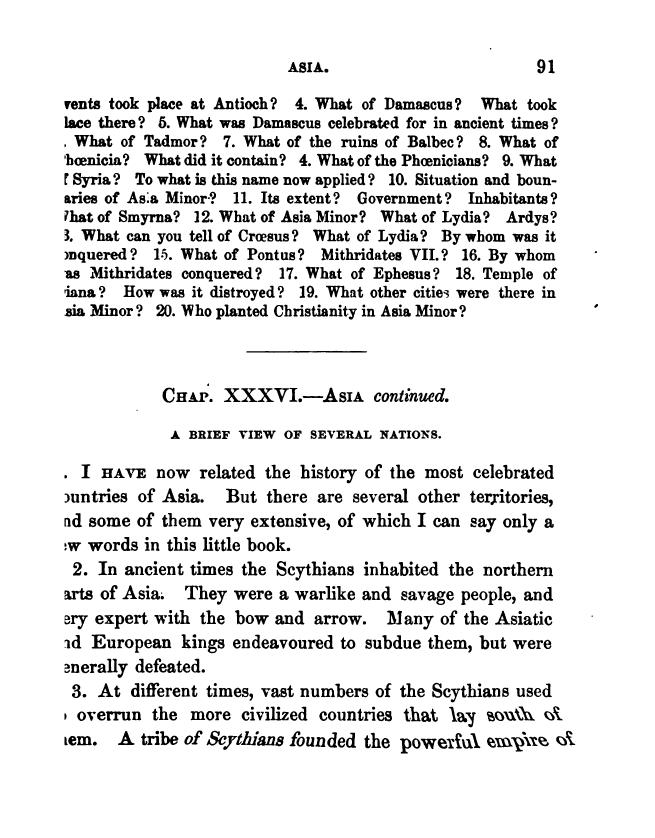 ASIA. 91
vents took place at Antioch? 4. What of Damascus? What took
lace there? 5. What was Damascus celebrated for in ancient times?
. What of Tadmor? 7. What of the ruins of Balbec? 8. What of
hœnicia? What did it contain? 4. What of the Phœnicians? 9. What
f Syria? To what is this name now applied? 10. Situation and boun-
aries of Asia Minor? 11. Its extent? Government? Inhabitants?
hat of Smyrna? 12. What of Asia Minor? What of Lydia? Ardys?
3. What can you tell of Crœsus? What of Lydia? By whom was it
onquered? 15. What of Pontus? Mithridates VII.? 16. By whom
as Mithridates conquered? 17. What of Ephesus? 18. Temple of
iana? How was it distroyed? 19. What other cities were there in
sia Minor? 20. Who planted Christianity in Asia Minor?
CHAP. XXXVI.—ASIA continued.
A BRIEF VIEW OF SEVERAL NATIONS.
. I HAVE now related the history of the most celebrated
ountries of Asia. But there are several other territories,
nd some of them very extensive, of which I can say only a
ew words in this little book.
2. In ancient times the Scythians inhabited the northern
arts of Asia. They were a warlike and savage people, and
ery expert with the bow and arrow. Many of the Asiatic
nd European kings endeavoured to subdue them, but were
enerally defeated.
3. At different times, vast numbers of the Scythians used
overrun the more civilized countries that lay south of
em. A tribe of Scythians founded the powerful empire of